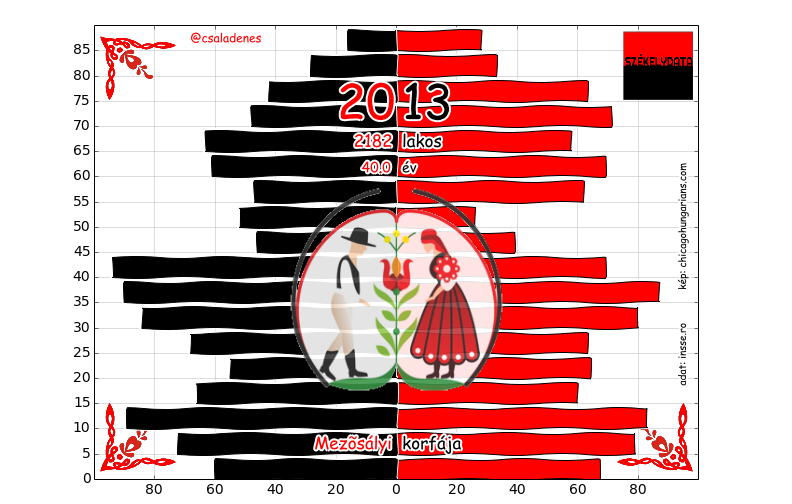 @csaladenes
SZÉKELYDATA
2013
2182 lakos
40.0 év
kép: chicagohungarians.com
adat: insse.ro
Mezősályi korfája
85
80
75
70
65
60
55
50
45
40
35
30
25
20
15
10
5
0
80 60 40 20 0 20 40 60 80